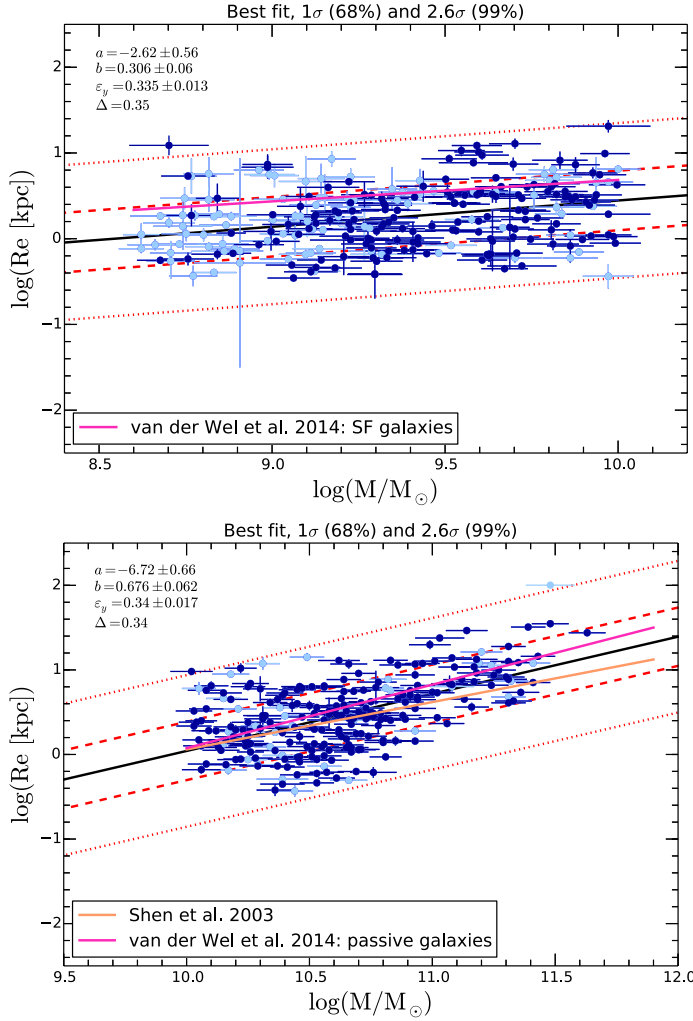 Best fit, 1σ (68%) and 2.6σ (99%)
a=−2.62±0.56
b=0.306±0.06
ε_y=0.335±0.013
Δ=0.35
2
1
0
−1
−2
log(Re [kpc])
van der Wel et al. 2014: SF galaxies
8.5 9.0 9.5 10.0
log(M/M⊙)
Best fit, 1σ (68%) and 2.6σ (99%)
a=−6.72±0.66
b=0.676±0.062
ε_y=0.34±0.017
Δ=0.34
2
1
0
−1
−2
log(Re [kpc])
Shen et al. 2003
van der Wel et al. 2014: passive galaxies
9.5 10.0 10.5 11.0 11.5 12.0
log(M/M⊙)